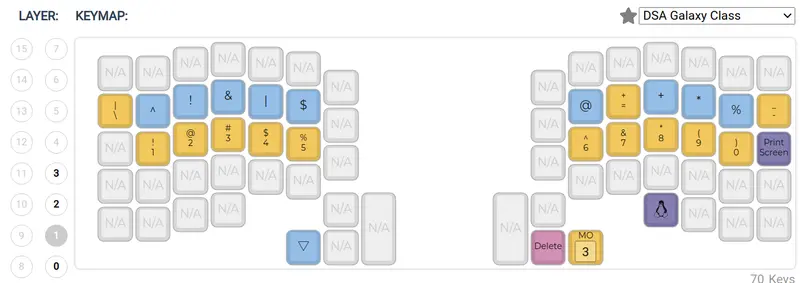 LAYER: KEYMAP: DSA Galaxy Class
15 7 N/A N/A N/A N/A N/A N/A N/A N/A N/A N/A N/A N/A N/A N/A
14 6
| ^ ! & | $ N/A N/A @ + + * % _
\ = -
13 5
N/A ! @ # $ % N/A N/A ^ & * ( ) Print
1 2 3 4 5 6 7 8 9 0 Screen
12 4
11 3 N/A N/A N/A N/A N/A N/A N/A N/A N/A N/A N/A N/A
10 2 N/A N/A N/A N/A N/A N/A N/A N/A N/A N/A N/A
9 1 N/A Delete MO
3
8 0
70 Keys